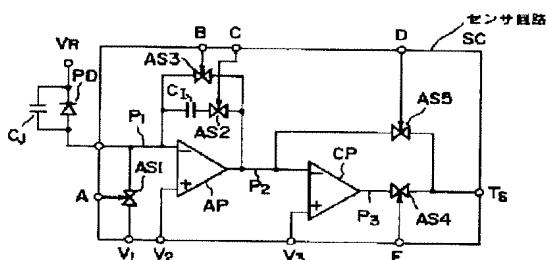 センサ回路
B
C
D
SC
VR
AS3
PD
CI
AS5
CJ
P1
AS2
CP
AS1
P2
A
AP
P3
AS4
TS
V1
V2
V3
E